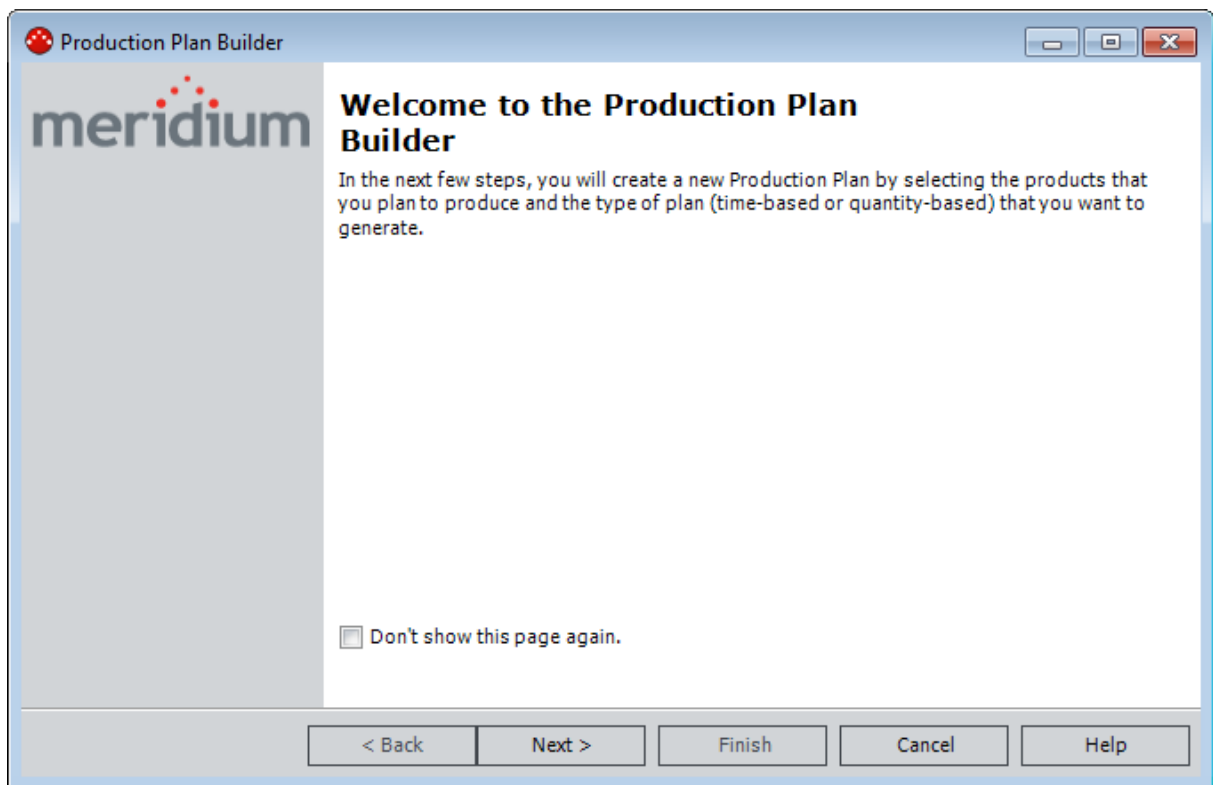 Production Plan Builder
meridium
Welcome to the Production Plan
Builder
In the next few steps, you will create a new Production Plan by selecting the products that
you plan to produce and the type of plan (time-based or quantity-based) that you want to
generate.
Don't show this page again.
< Back
Next >
Finish
Cancel
Help